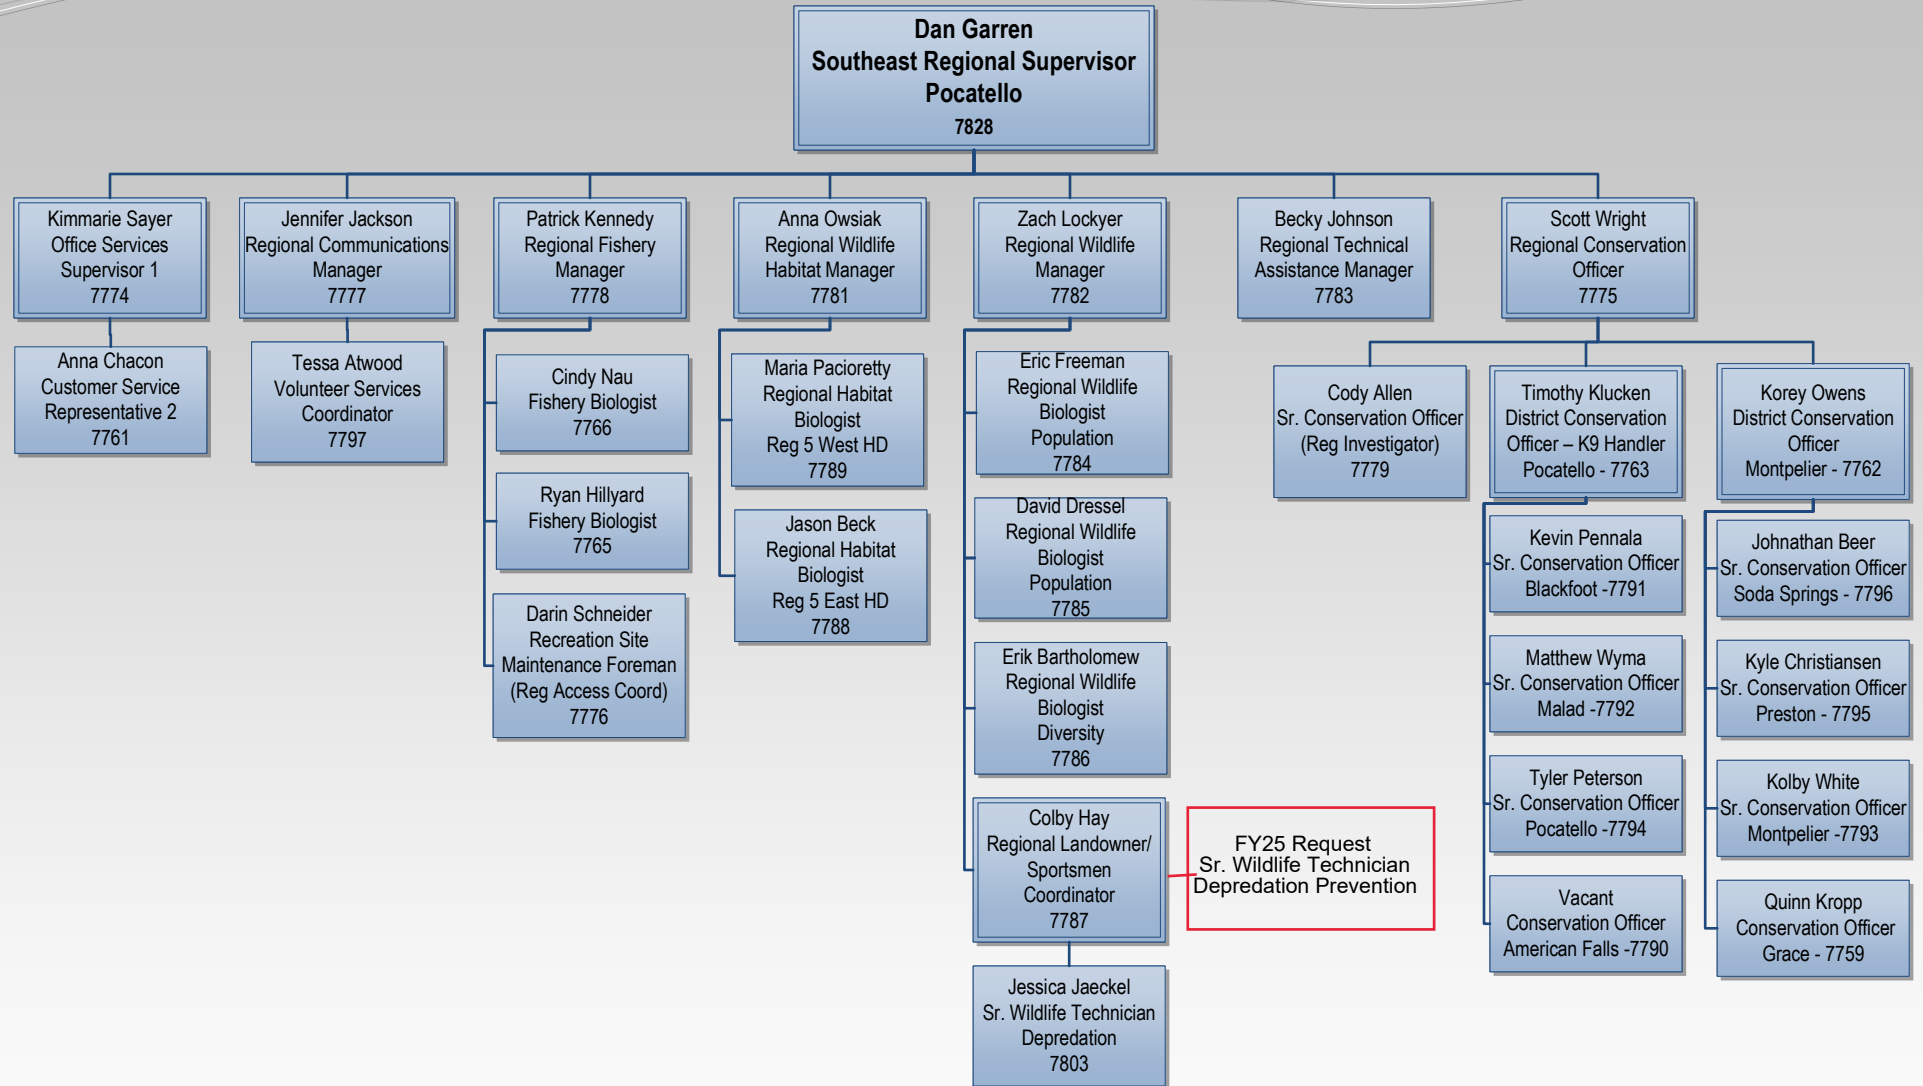 Dan Garren
Southeast Regional Supervisor
Pocatello
7828
Kimmarie Sayer
Office Services
Supervisor 1
7774
Jennifer Jackson
Regional Communications
Manager
7777
Patrick Kennedy
Regional Fishery
Manager
7778
Anna Owsiak
Regional Wildlife
Habitat Manager
7781
Zach Lockyer
Regional Wildlife
Manager
7782
Becky Johnson
Regional Technical
Assistance Manager
7783
Scott Wright
Regional Conservation
Officer
7775
Anna Chacon
Customer Service
Representative 2
7761
Tessa Atwood
Volunteer Services
Coordinator
7797
Cindy Nau
Fishery Biologist
7766
Ryan Hillyard
Fishery Biologist
7765
Darin Schneider
Recreation Site
Maintenance Foreman
(Reg Access Coord)
7776
Maria Pacioretty
Regional Habitat
Biologist
Reg 5 West HD
7789
Jason Beck
Regional Habitat
Biologist
Reg 5 East HD
7788
Eric Freeman
Regional Wildlife
Biologist
Population
7784
David Dressel
Regional Wildlife
Biologist
Population
7785
Erik Bartholomew
Regional Wildlife
Biologist
Diversity
7786
Colby Hay
Regional Landowner/
Sportsmen
Coordinator
7787
FY25 Request
Sr. Wildlife Technician
Depredation Prevention
Jessica Jaeckel
Sr. Wildlife Technician
Depredation
7803
Cody Allen
Sr. Conservation Officer
(Reg Investigator)
7779
Timothy Klucken
District Conservation
Officer – K9 Handler
Pocatello - 7763
Kevin Pennala
Sr. Conservation Officer
Blackfoot -7791
Matthew Wyma
Sr. Conservation Officer
Malad -7792
Tyler Peterson
Sr. Conservation Officer
Pocatello -7794
Vacant
Conservation Officer
American Falls -7790
Korey Owens
District Conservation
Officer
Montpelier - 7762
Johnathan Beer
Sr. Conservation Officer
Soda Springs - 7796
Kyle Christiansen
Sr. Conservation Officer
Preston - 7795
Kolby White
Sr. Conservation Officer
Montpelier -7793
Quinn Kropp
Conservation Officer
Grace - 7759